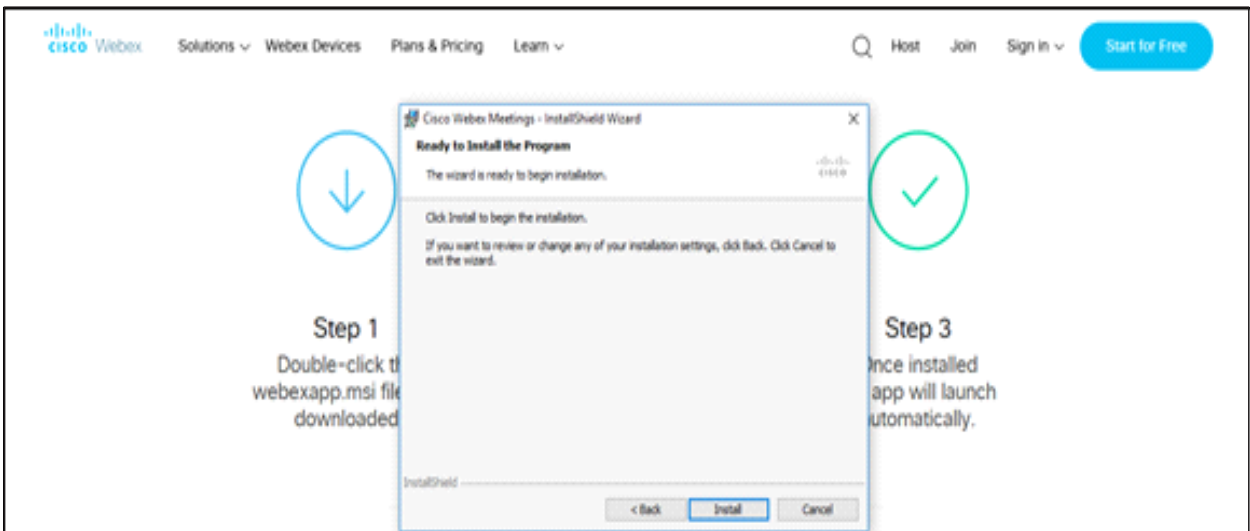 CISCO Webex Solutions Webex Devices Plans & Pricing Learn Host Join Sign in Start for Free
Cisco Webex Meetings - InstallShield Wizard X
Ready to Install the Program
The wizard is ready to begin installation.
CISCO
Click Install to begin the installation.
If you want to review or change any of your installation settings, click Back. Click Cancel to
exit the wizard.
InstallShield
< Back Install Cancel
Step 1
Double-click th
webexapp.msi file
downloaded
Step 3
Once installed
app will launch
automatically.